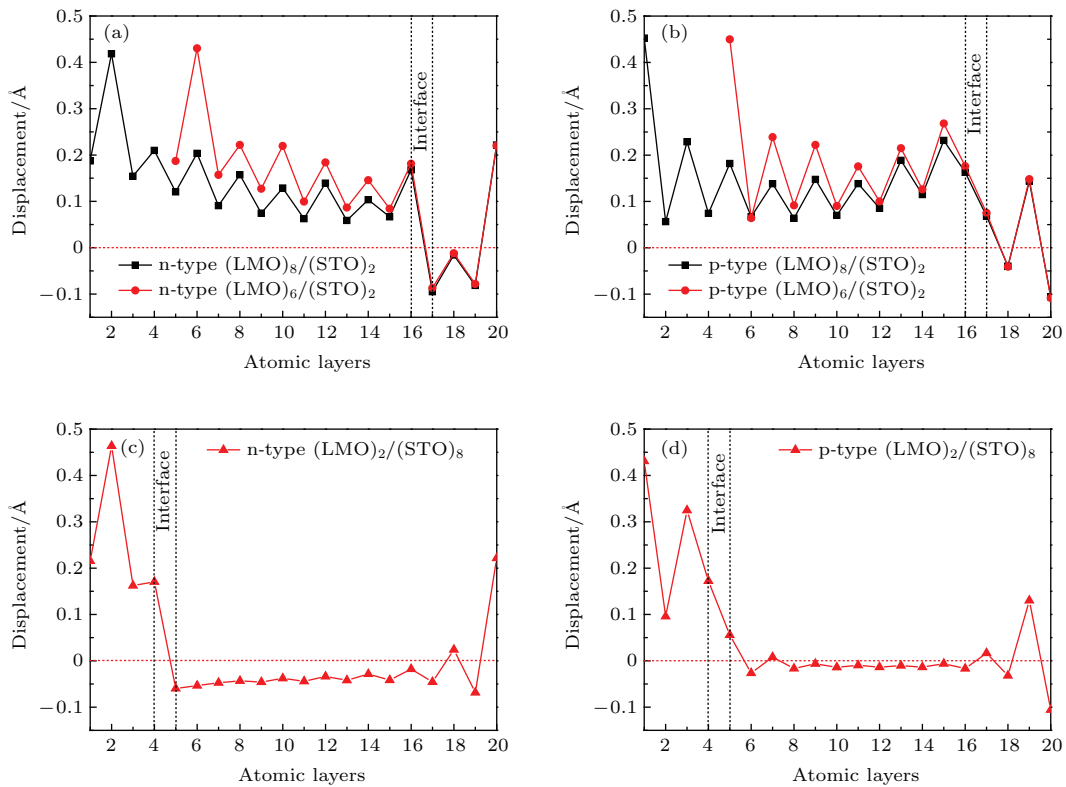 (a)
Displacement/Å
0.5
0.4
0.3
0.2
0.1
0
−0.1
Interface
n-type (LMO)8/(STO)2
n-type (LMO)6/(STO)2
2 4 6 8 10 12 14 16 18 20
Atomic layers
(b)
Displacement/Å
0.5
0.4
0.3
0.2
0.1
0
−0.1
Interface
p-type (LMO)8/(STO)2
p-type (LMO)6/(STO)2
2 4 6 8 10 12 14 16 18 20
Atomic layers
(c)
n-type (LMO)2/(STO)8
Displacement/Å
0.5
0.4
0.3
0.2
0.1
0
−0.1
Interface
2 4 6 8 10 12 14 16 18 20
Atomic layers
(d)
p-type (LMO)2/(STO)8
Displacement/Å
0.5
0.4
0.3
0.2
0.1
0
−0.1
Interface
2 4 6 8 10 12 14 16 18 20
Atomic layers